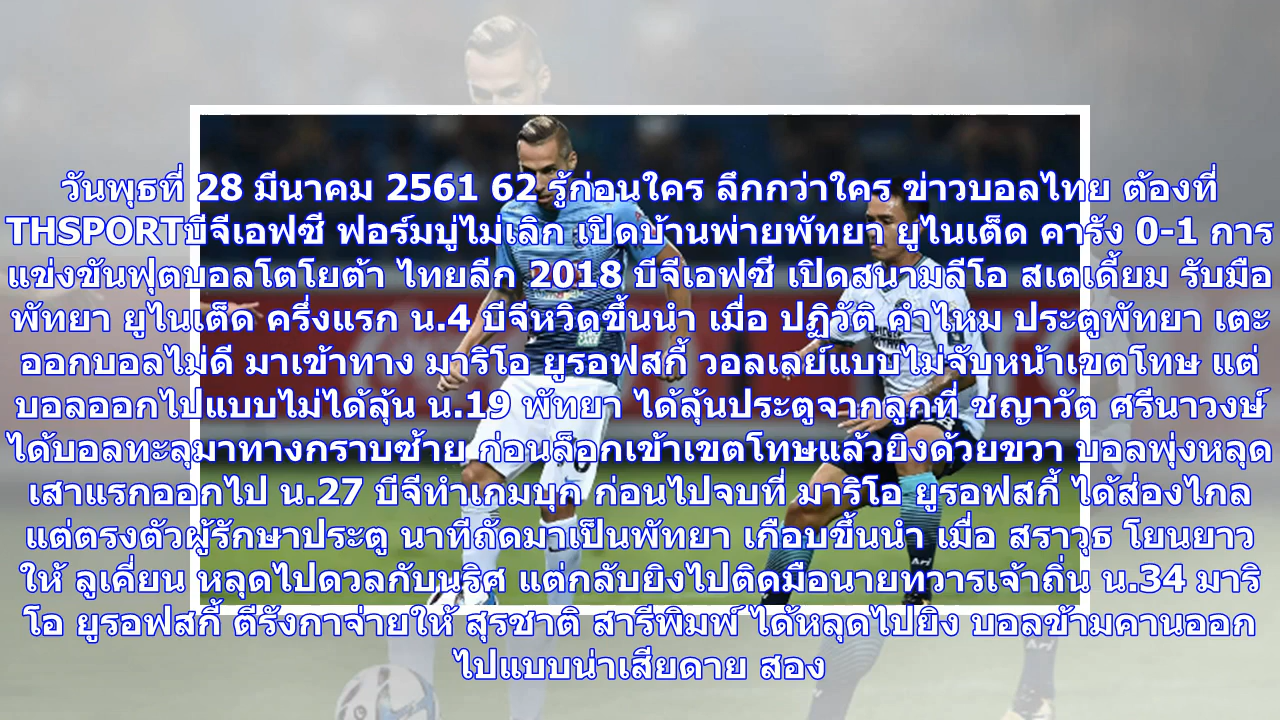 วันพุธที่ 28 มีนาคม 2561 62 รู้ก่อนใคร ลึกกว่าใคร ข่าวบอลไทย ต้องที่
THSPORTบีจีเอฟซี ฟอร์มบู่ไม่เลิก เปิดบ้านพ่ายพัทยา ยูไนเต็ด คารัง 0-1 การ
แข่งขันฟุตบอลโตโยต้า ไทยลีก 2018 บีจีเอฟซี เปิดสนามลีโอ สเตเดี้ยม รับมือ
พัทยา ยูไนเต็ด ครึ่งแรก น.4 บีจีหวิดขึ้นนำ เมื่อ ปฏิวัติ คำไหม ประตูพัทยา เตะ
ออกบอลไม่ดี มาเข้าทาง มาริโอ ยูรอฟสกี้ วอลเลย์แบบไม่จับหน้าเขตโทษ แต่
บอลออกไปแบบไม่ได้ลุ้น น.19 พัทยา ได้ลุ้นประตูจากลูกที่ ชญาวัต ศรีนาวงษ์
ได้บอลทะลุมาทางกราบซ้าย ก่อนล็อกเข้าเขตโทษแล้วยิงด้วยขวา บอลพุ่งหลุด
เสาแรกออกไป น.27 บีจีทำเกมบุก ก่อนไปจบที่ มาริโอ ยูรอฟสกี้ ได้ส่องไกล
แต่ตรงตัวผู้รักษาประตู นาทีถัดมาเป็นพัทยา เกือบขึ้นนำ เมื่อ สราวุธ โยนยาว
ให้ ลูเคี่ยน หลุดไปดวลกับนริศ แต่กลับยิงไปติดมือนายทวารเจ้าถิ่น น.34 มาริ
โอ ยูรอฟสกี้ ตีรังกาจ่ายให้ สุรชาติ สารีพิมพ์ ได้หลุดไปยิง บอลข้ามคานออก
ไปแบบน่าเสียดาย สอง